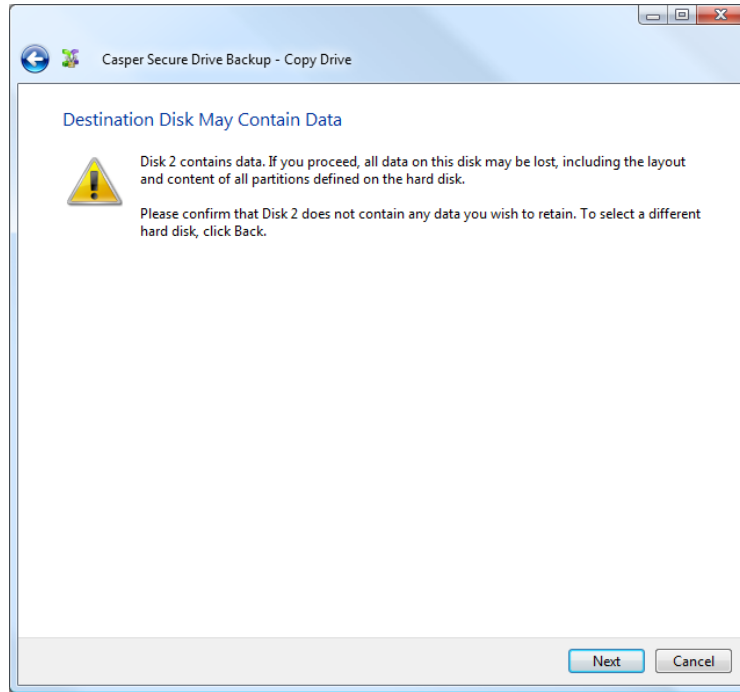 Casper Secure Drive Backup - Copy Drive
Destination Disk May Contain Data
Disk 2 contains data. If you proceed, all data on this disk may be lost, including the layout
and content of all partitions defined on the hard disk.
Please confirm that Disk 2 does not contain any data you wish to retain. To select a different
hard disk, click Back.
Next
Cancel